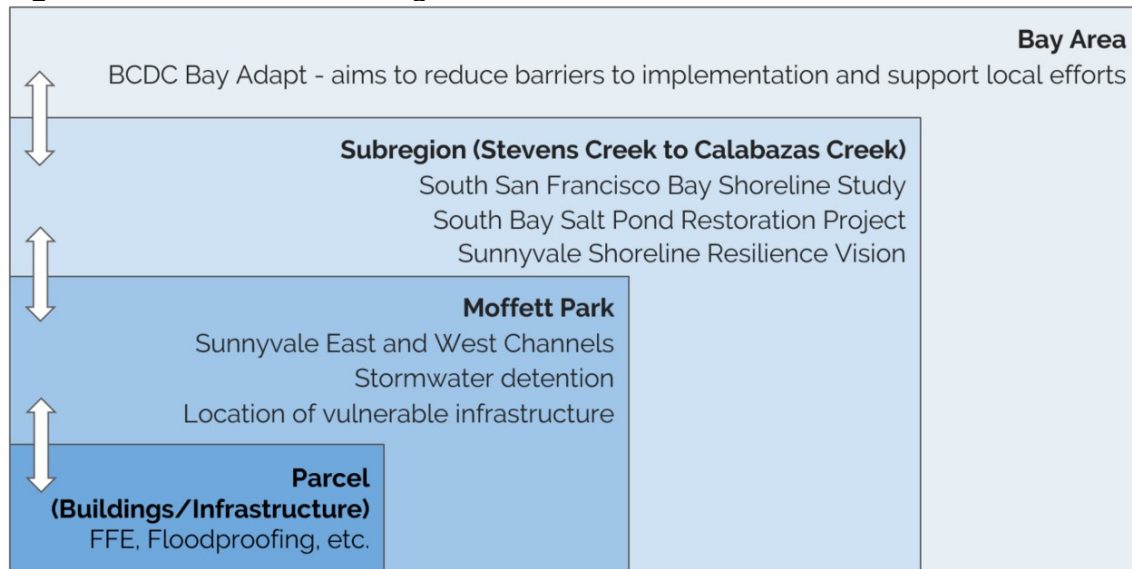 Bay Area
BCDC Bay Adapt - aims to reduce barriers to implementation and support local efforts
Subregion (Stevens Creek to Calabazas Creek)
South San Francisco Bay Shoreline Study
South Bay Salt Pond Restoration Project
Sunnyvale Shoreline Resilience Vision
Moffett Park
Sunnyvale East and West Channels
Stormwater detention
Location of vulnerable infrastructure
Parcel
(Buildings/Infrastructure)
FFE, Floodproofing, etc.